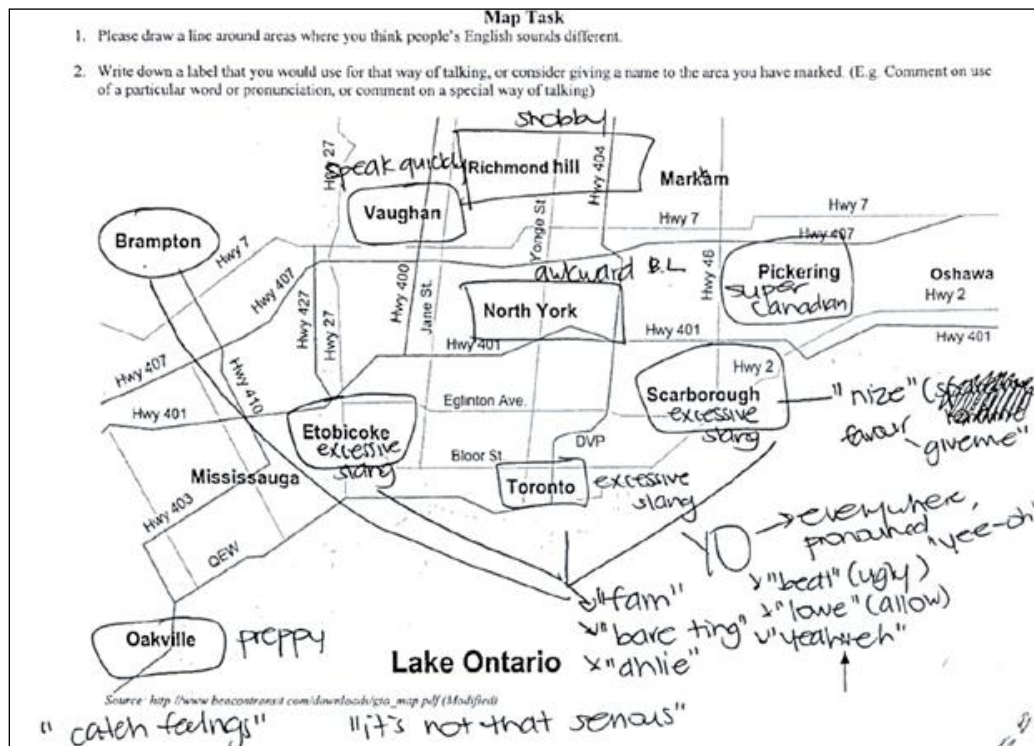 Map Task
1. Please draw a line around areas where you think people's English sounds different.
2. Write down a label that you would use for that way of talking, or consider giving a name to the area you have marked. (E.g. Comment on use
of a particular word or pronunciation, or comment on a special way of talking)
snobby
Hwy 27
speak quickly
Richmond hill
Hwy 404
Markham
Vaughan
Yonge St
Hwy 7
Hwy 7
Brampton
Hwy 7
Hwy 407
Hwy 407
Hwy 400
Jane St.
awkward B.L
Hwy 48
Pickering
super
Canadian
Oshawa
Hwy 2
Hwy 427
Hwy 27
North York
Hwy 401
Hwy 401
Hwy 401
Hwy 407
Hwy 410
Hwy 2
Hwy 401
Eglinton Ave.
Scarborough
excessive
slang
"nize" (
favour
"giveme"
Etobicoke
excessive
slang
Bloor St.
DVP
Mississauga
Toronto
excessive
slang
Hwy 403
QEW
YO
everywhere,
pronounced
"yee-oh"
"fam"
"beat" (ugly)
"bare ting"
"lowe" (allow)
"ahlie"
"yeah eh"
Oakville
preppy
Lake Ontario
Source: http://www.beacontransit.com/downloads/gta_map.pdf (Modified)
"catch feelings"
"it's not that serious"